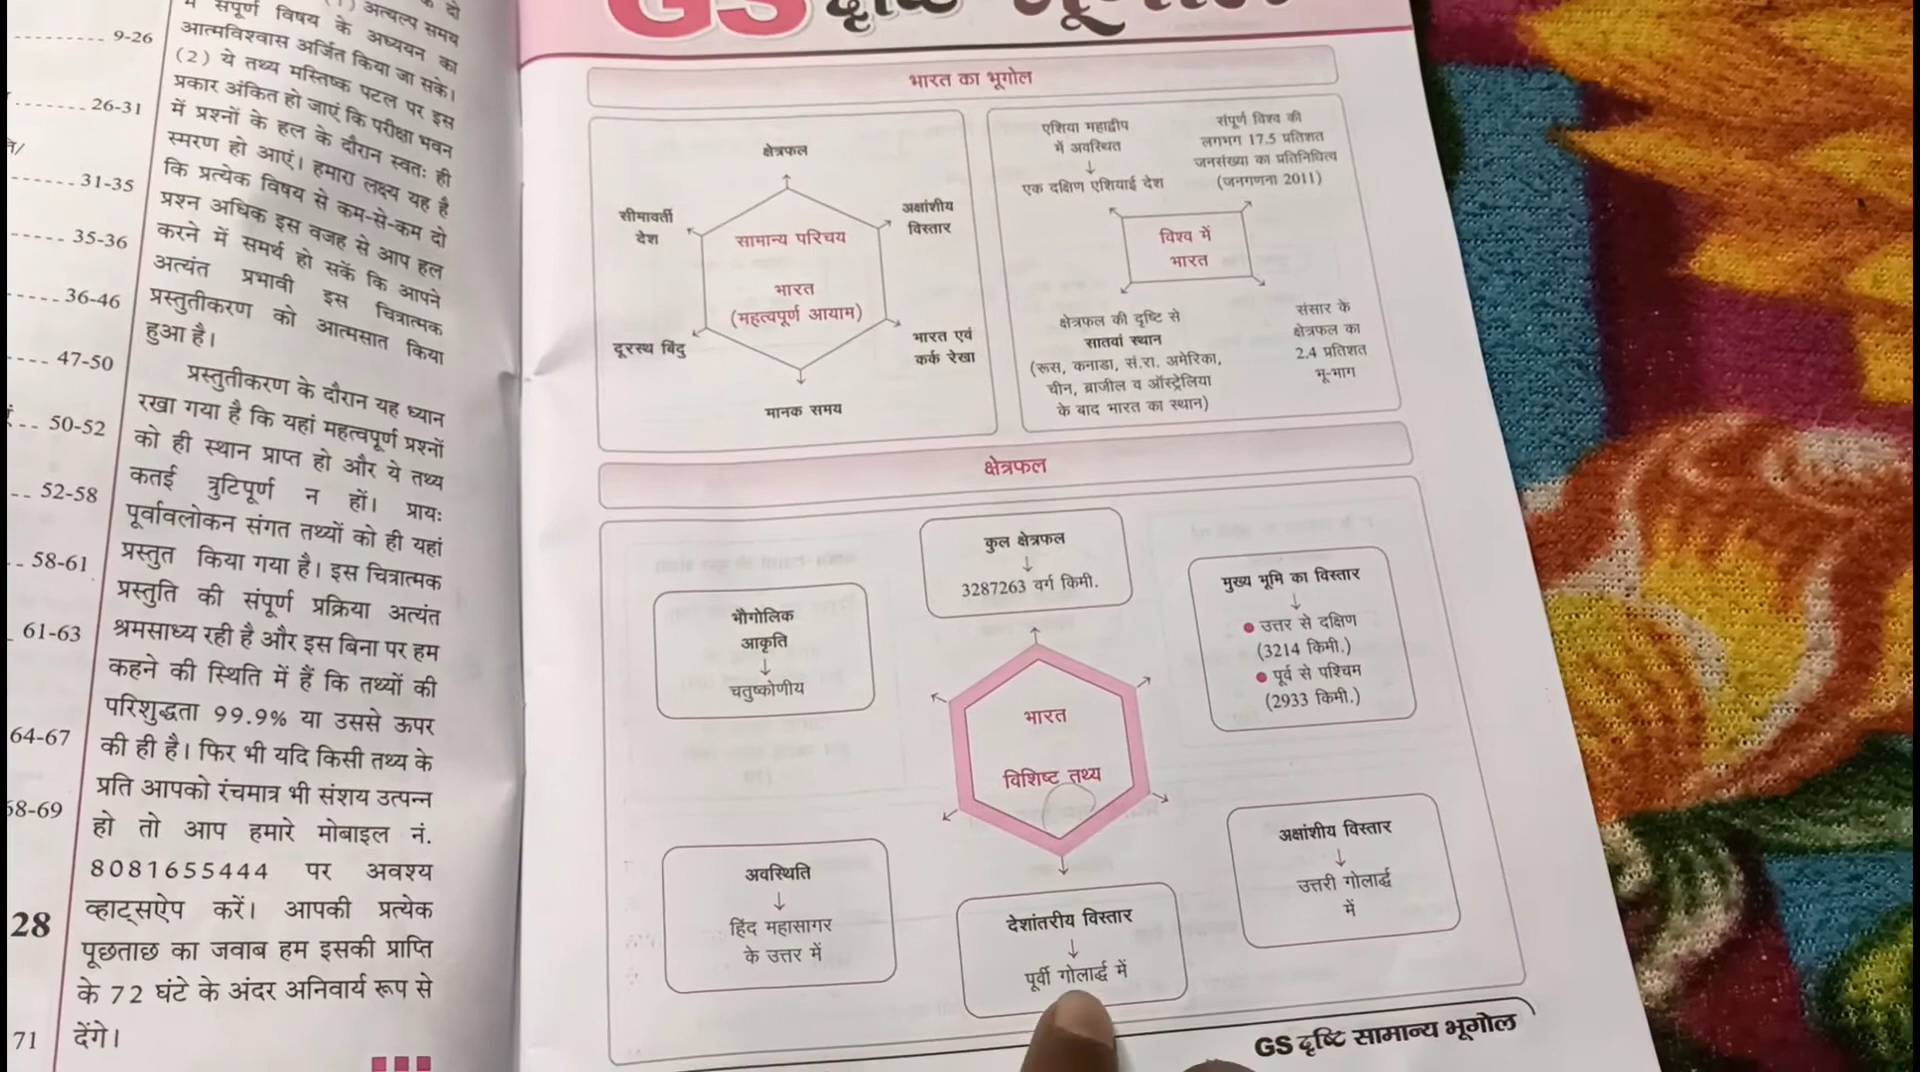 9-26
26-31
31-35
35-36
36-46
47-50
50-52
52-58
58-61
61-63
64-67
68-69
28
71
अत्यल्प समय
में संपूर्ण विषय के अध्ययन का
आत्मविश्वास अर्जित किया जा सके।
(2) ये तथ्य मस्तिष्क पटल पर इस
प्रकार अंकित हो जाएं कि परीक्षा भवन
में प्रश्नों के हल के दौरान स्वतः ही
स्मरण हो आएं। हमारा लक्ष्य यह है
कि प्रत्येक विषय से कम-से-कम दो
प्रश्न अधिक इस वजह से आप हल
करने में समर्थ हो सकें कि आपने
अत्यंत प्रभावी इस चित्रात्मक
प्रस्तुतीकरण को आत्मसात किया
हुआ है।
प्रस्तुतीकरण के दौरान यह ध्यान
रखा गया है कि यहां महत्वपूर्ण प्रश्नों
को ही स्थान प्राप्त हो और ये तथ्य
कतई त्रुटिपूर्ण न हों। प्रायः
पूर्वावलोकन संगत तथ्यों को ही यहां
प्रस्तुत किया गया है। इस चित्रात्मक
प्रस्तुति की संपूर्ण प्रक्रिया अत्यंत
श्रमसाध्य रही है और इस बिना पर हम
कहने की स्थिति में हैं कि तथ्यों की
परिशुद्धता 99.9% या उससे ऊपर
की ही है। फिर भी यदि किसी तथ्य के
प्रति आपको रंचमात्र भी संशय उत्पन्न
हो तो आप हमारे मोबाइल नं.
8081655444 पर अवश्य
व्हाट्सऐप करें। आपकी प्रत्येक
पूछताछ का जवाब हम इसकी प्राप्ति
के 72 घंटे के अंदर अनिवार्य रूप से
देंगे।
GS दृष्टि भूगोल
भारत का भूगोल
क्षेत्रफल
सीमावर्ती
देश
अक्षांशीय
विस्तार
सामान्य परिचय
भारत
(महत्वपूर्ण आयाम)
दूरस्थ बिंदु
भारत एवं
कर्क रेखा
मानक समय
एशिया महाद्वीप
में अवस्थित
एक दक्षिण एशियाई देश
संपूर्ण विश्व की
लगभग 17.5 प्रतिशत
जनसंख्या का प्रतिनिधित्व
(जनगणना 2011)
विश्व में
भारत
क्षेत्रफल की दृष्टि से
सातवां स्थान
(रूस, कनाडा, सं.रा. अमेरिका,
चीन, ब्राजील व ऑस्ट्रेलिया
के बाद भारत का स्थान)
संसार के
क्षेत्रफल का
2.4 प्रतिशत
भू-भाग
क्षेत्रफल
कुल क्षेत्रफल
3287263 वर्ग किमी.
भौगोलिक
आकृति
चतुष्कोणीय
मुख्य भूमि का विस्तार
उत्तर से दक्षिण
(3214 किमी.)
पूर्व से पश्चिम
(2933 किमी.)
भारत
विशिष्ट तथ्य
अवस्थिति
हिंद महासागर
के उत्तर में
देशांतरीय विस्तार
पूर्वी गोलार्द्ध में
अक्षांशीय विस्तार
उत्तरी गोलार्द्ध
में
GS दृष्टि सामान्य भूगोल